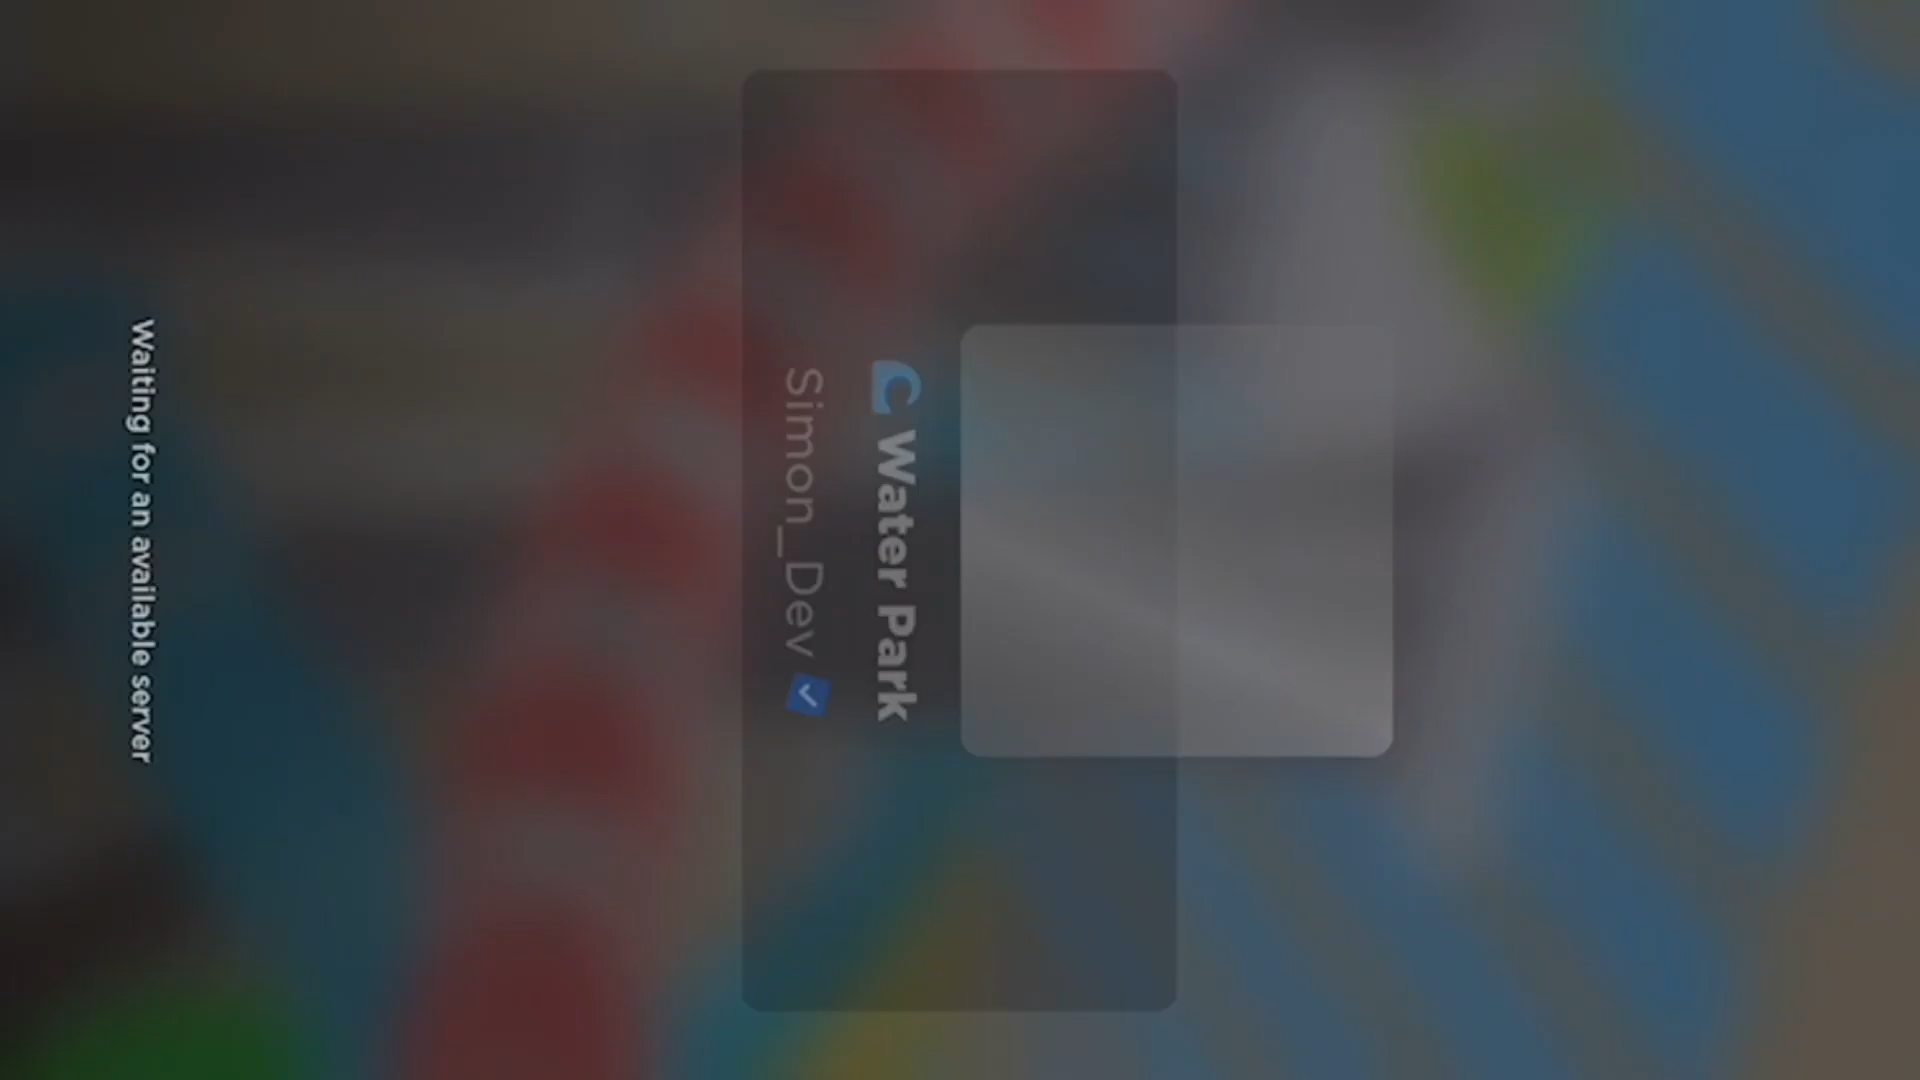 🌊 Water Park
Simon_Dev ☑️
Waiting for an available server